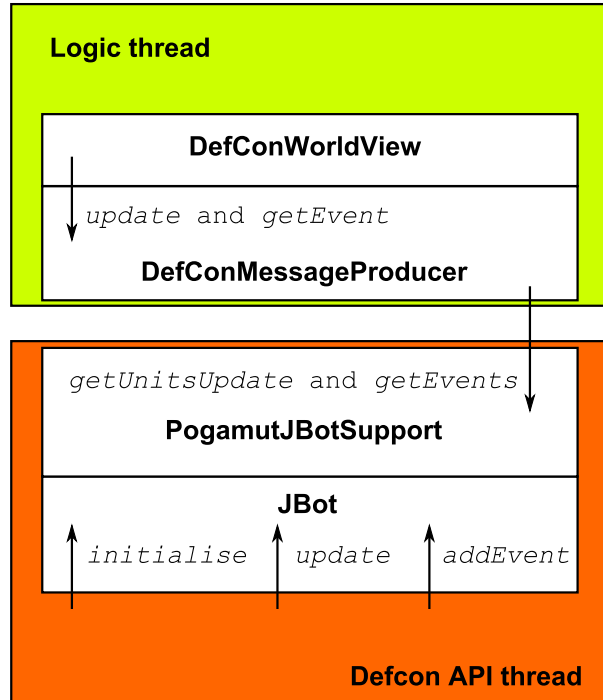 Logic thread
DefConWorldView
update and getEvent
DefConMessageProducer
getUnitsUpdate and getEvents
PogamutJBotSupport
JBot
initialise update addEvent
Defcon API thread